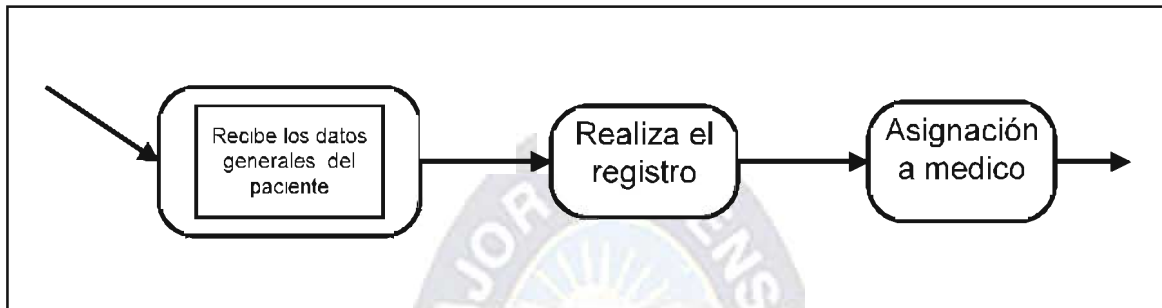 Recibe los datos
generales del
paciente
Realiza el
registro
Asignación
a medico